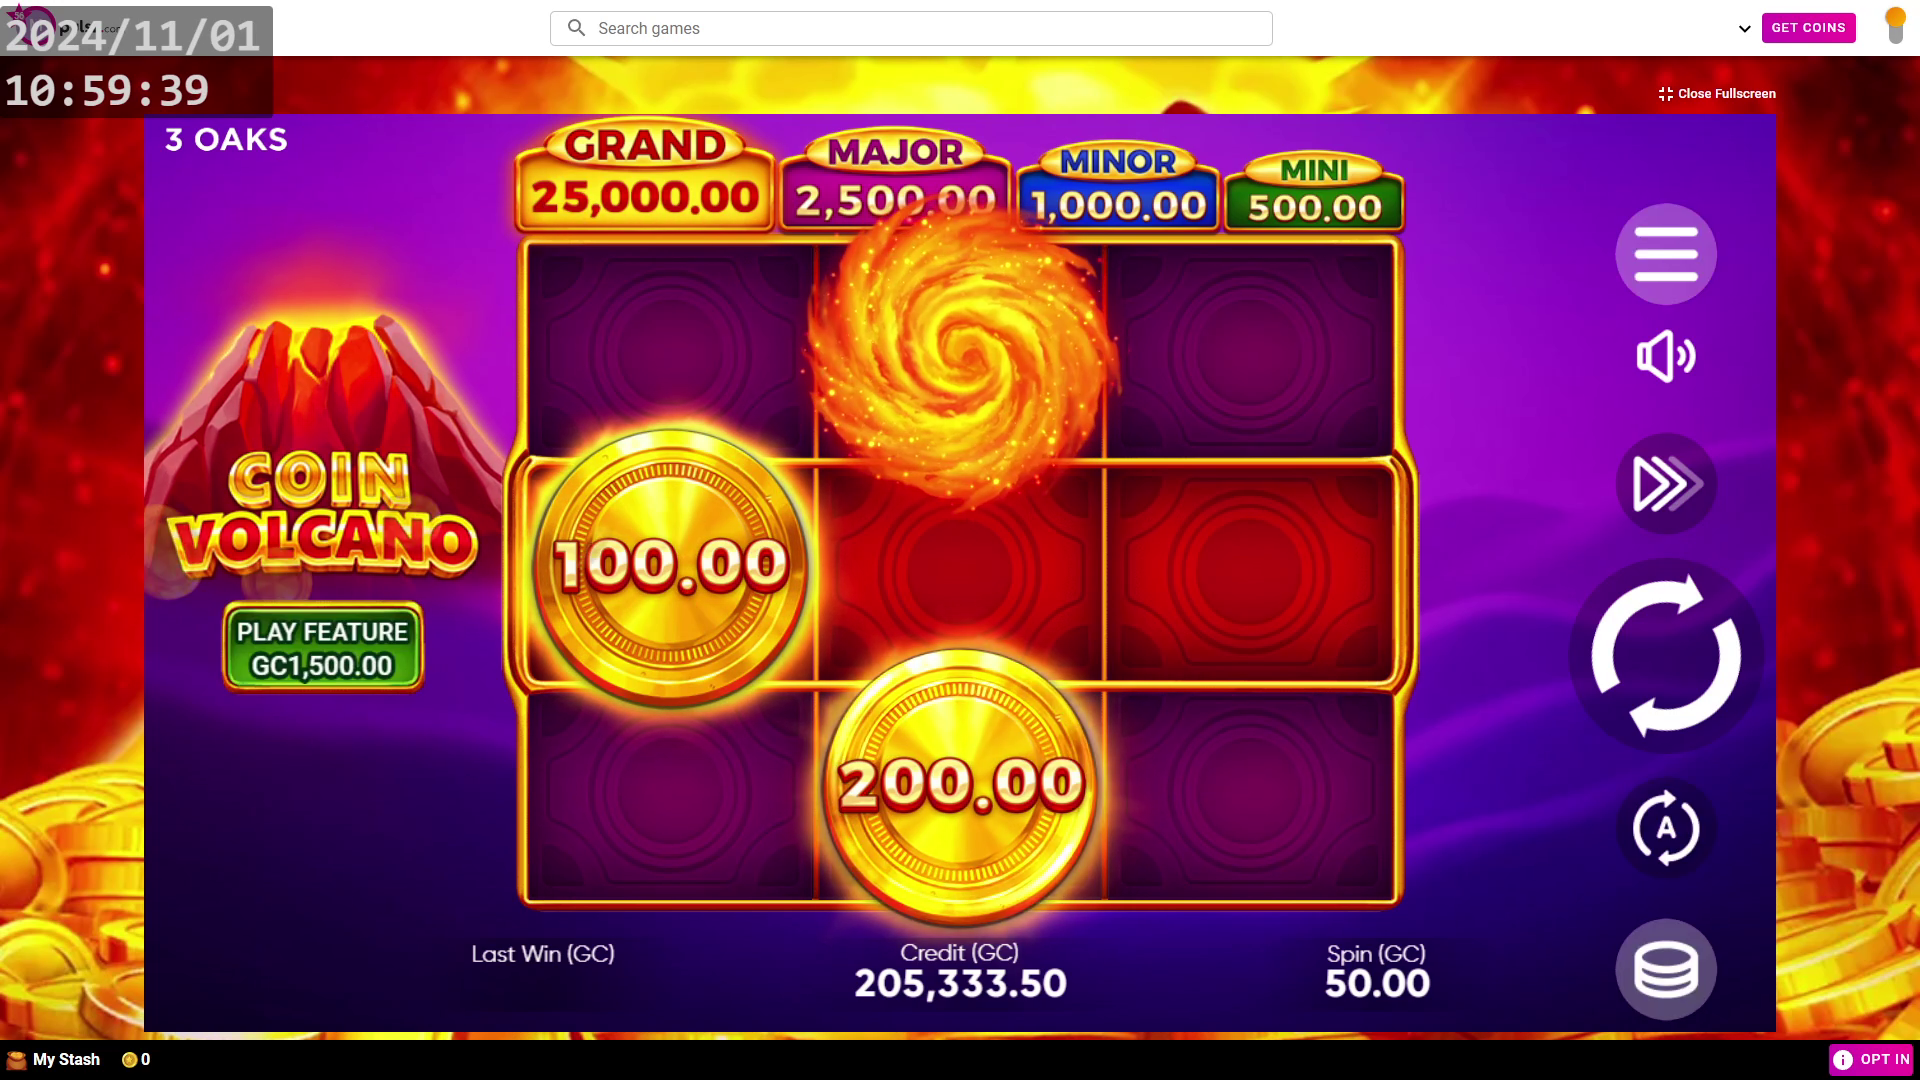 2024/11/01
10:59:39
Search games
GET COINS
Close Fullscreen
3 OAKS
GRAND
25,000.00
MAJOR
2,500.00
MINOR
1,000.00
MINI
500.00
COIN
VOLCANO
PLAY FEATURE
GC1,500.00
100.00
200.00
A
Last Win (GC)
Credit (GC)
205,333.50
Spin (GC)
50.00
My Stash
0
OPT IN